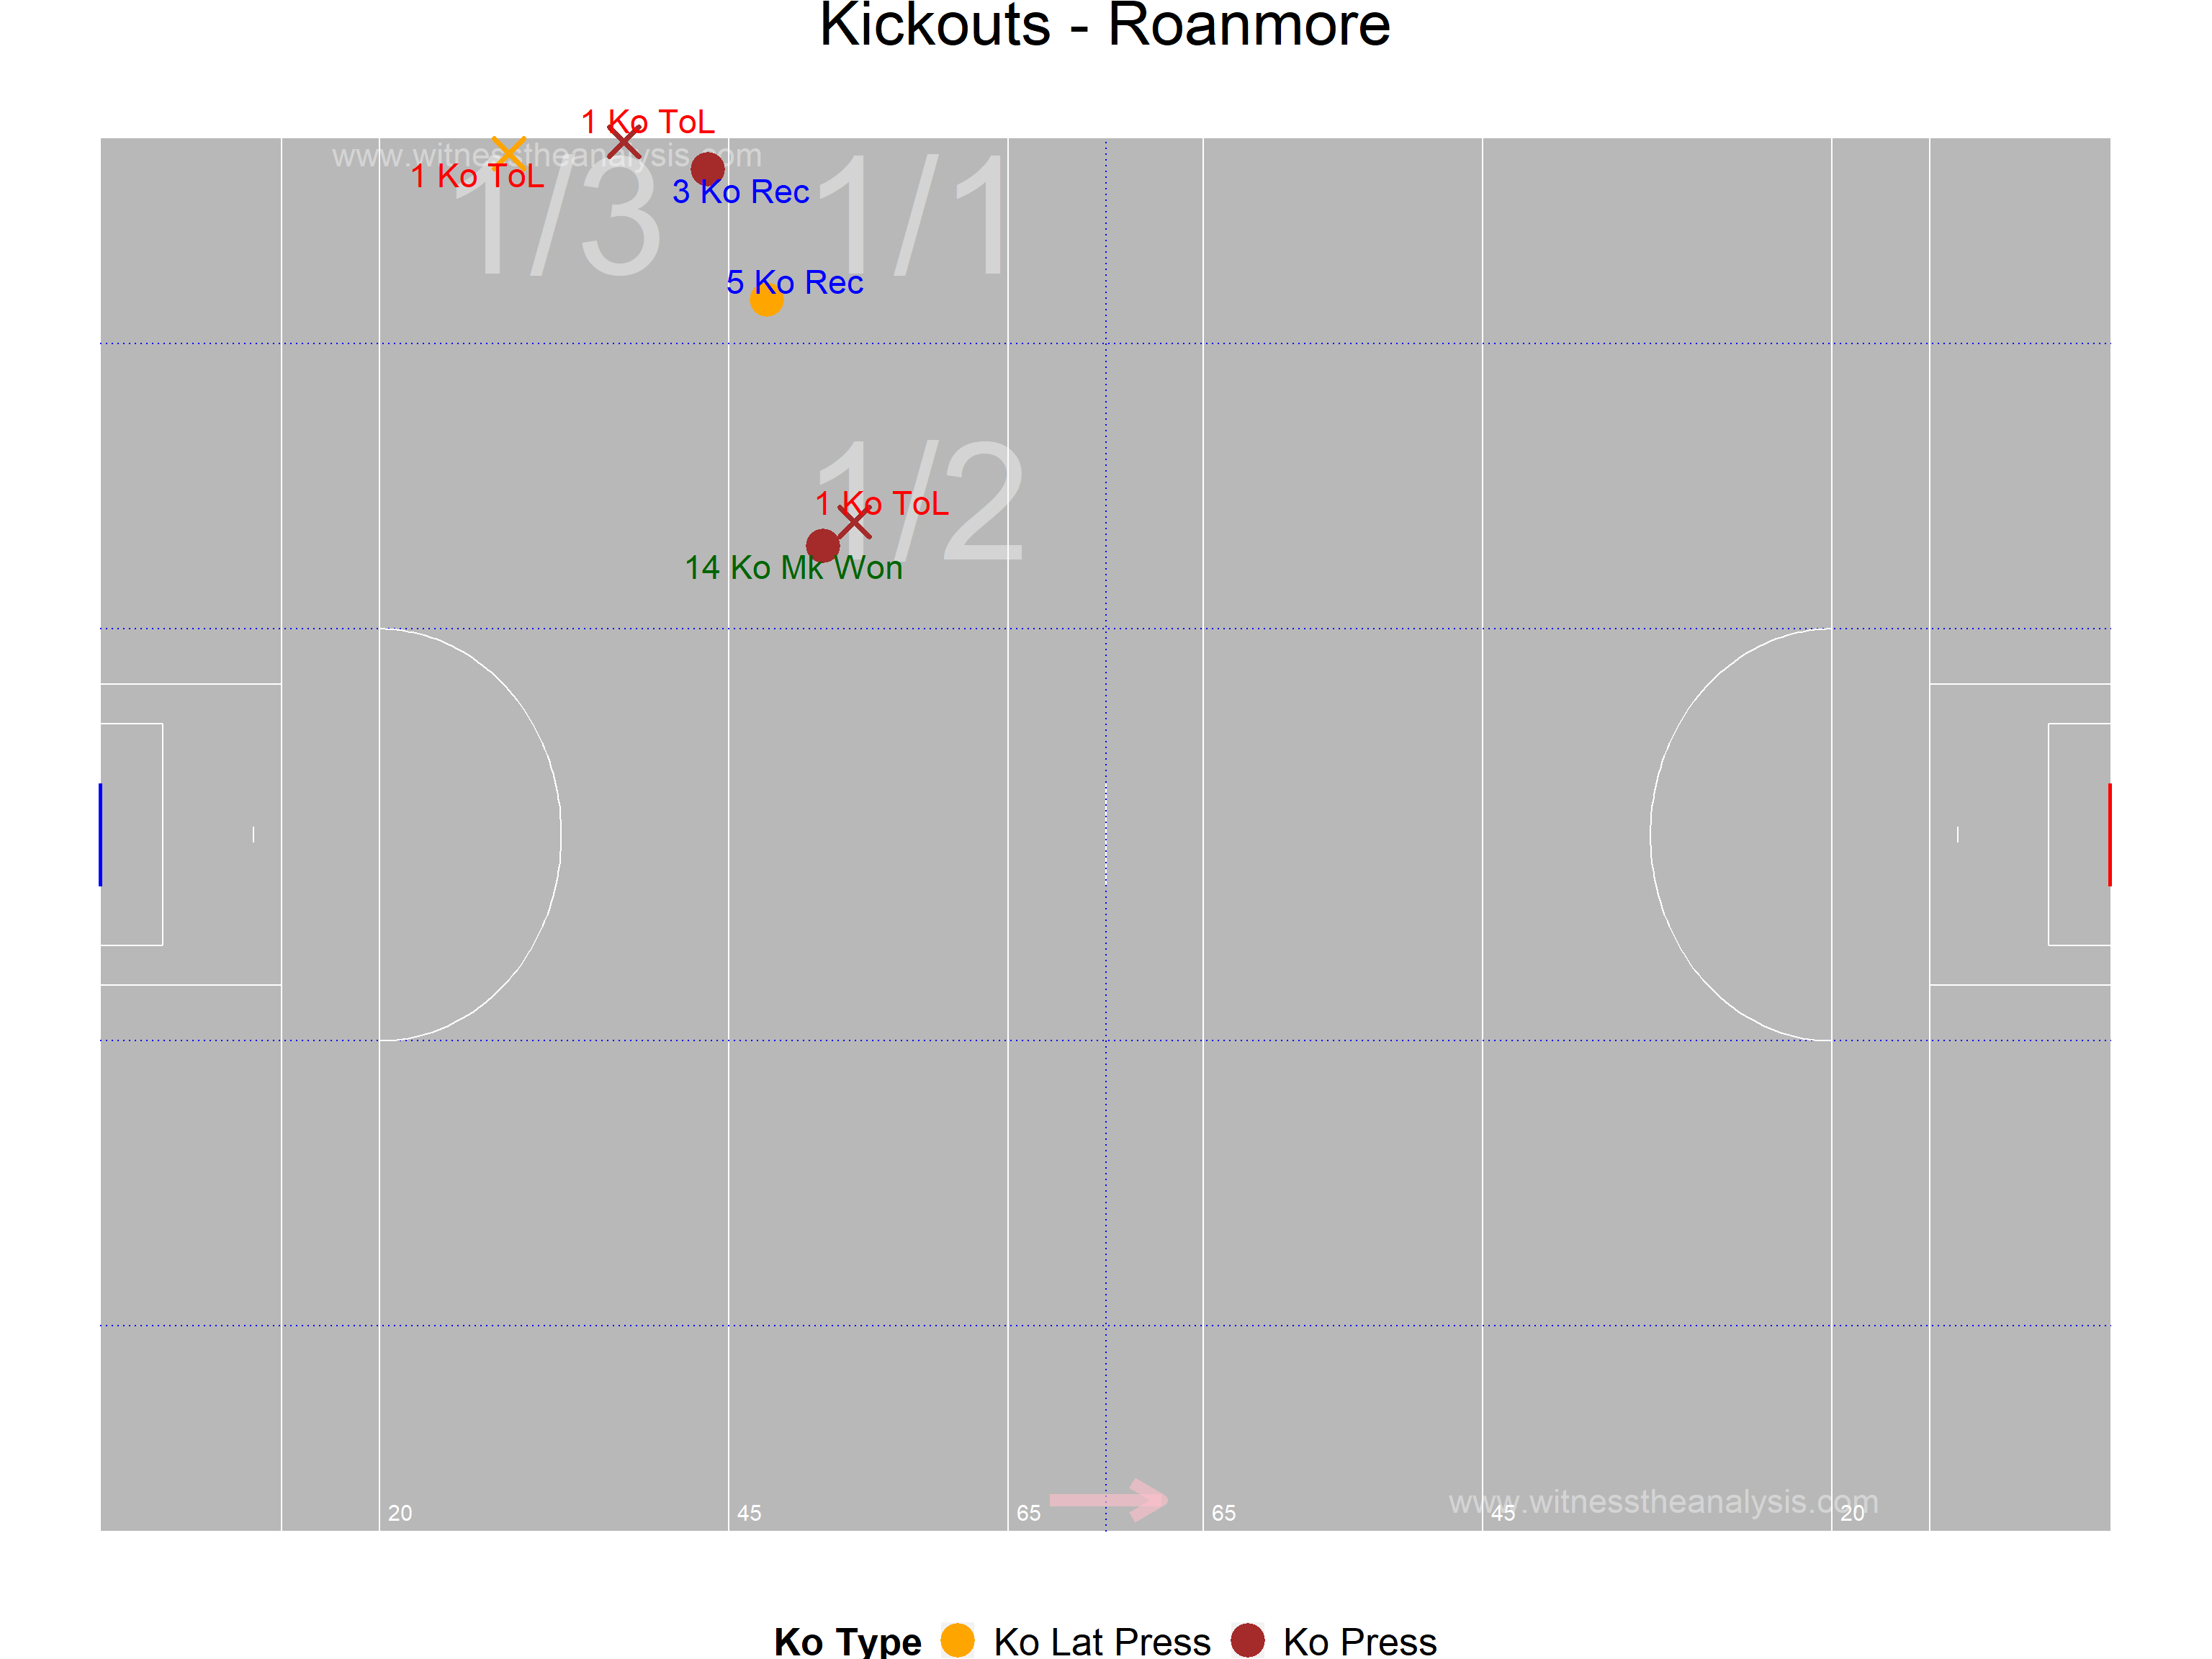 Kickouts - Roanmore
1 Ko ToL
www.witnesstheanalysis.com
1 Ko ToL
3 Ko Rec
1/3
1/1
5 Ko Rec
1/2
1 Ko ToL
14 Ko Mk Won
www.witnesstheanalysis.com
20
45
65
65
45
20
Ko Type
Ko Lat Press
Ko Press